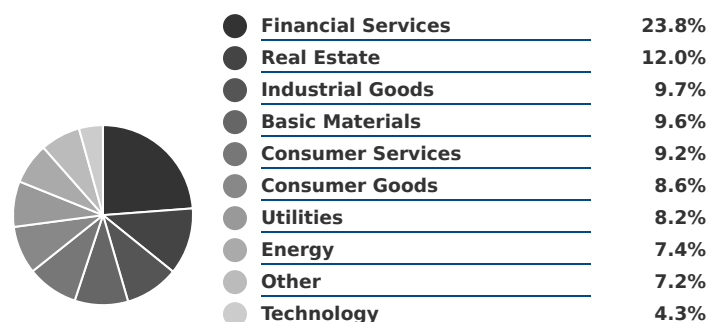 Financial Services 23.8%
Real Estate 12.0%
Industrial Goods 9.7%
Basic Materials 9.6%
Consumer Services 9.2%
Consumer Goods 8.6%
Utilities 8.2%
Energy 7.4%
Other 7.2%
Technology 4.3%